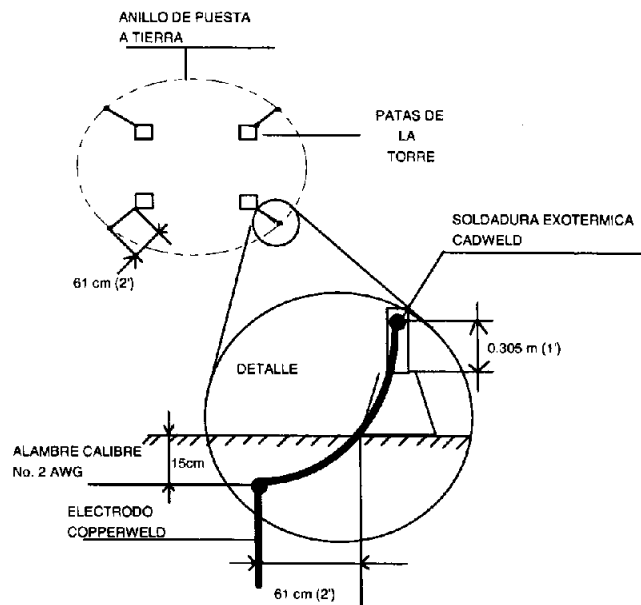 ANILLO DE PUESTA
A TIERRA
PATAS DE
LA
TORRE
SOLDADURA EXOTERMICA
CADWELD
61 cm (2')
0.305 m (1')
DETALLE
ALAMBRE CALIBRE
No. 2 AWG
15cm
ELECTRODO
COPPERWELD
61 cm (2')